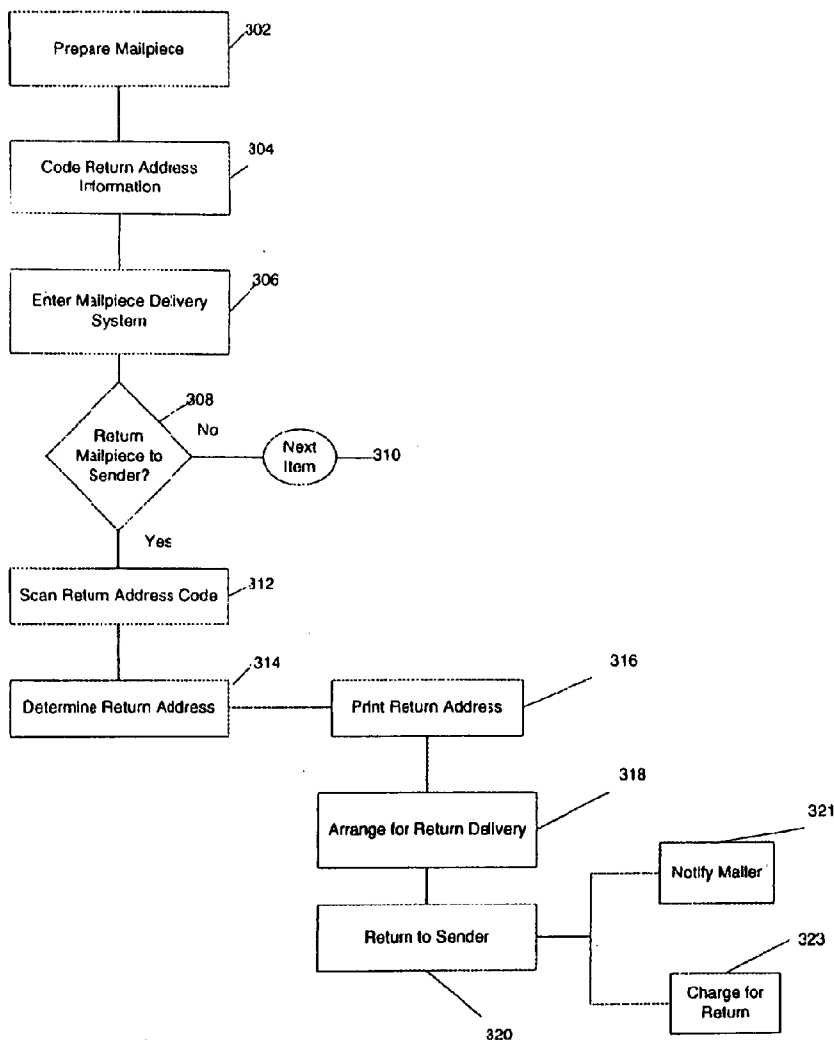 Prepare Mailpiece
302
Code Return Address
Information
304
Enter Mailpiece Delivery
System
306
308
Return
Mailpiece to
Sender?
No
Next
Item
310
Yes
Scan Return Address Code
312
Determine Return Address
314
Print Return Address
316
Arrange for Return Delivery
318
Return to Sender
320
Notify Mailer
321
Charge for
Return
323